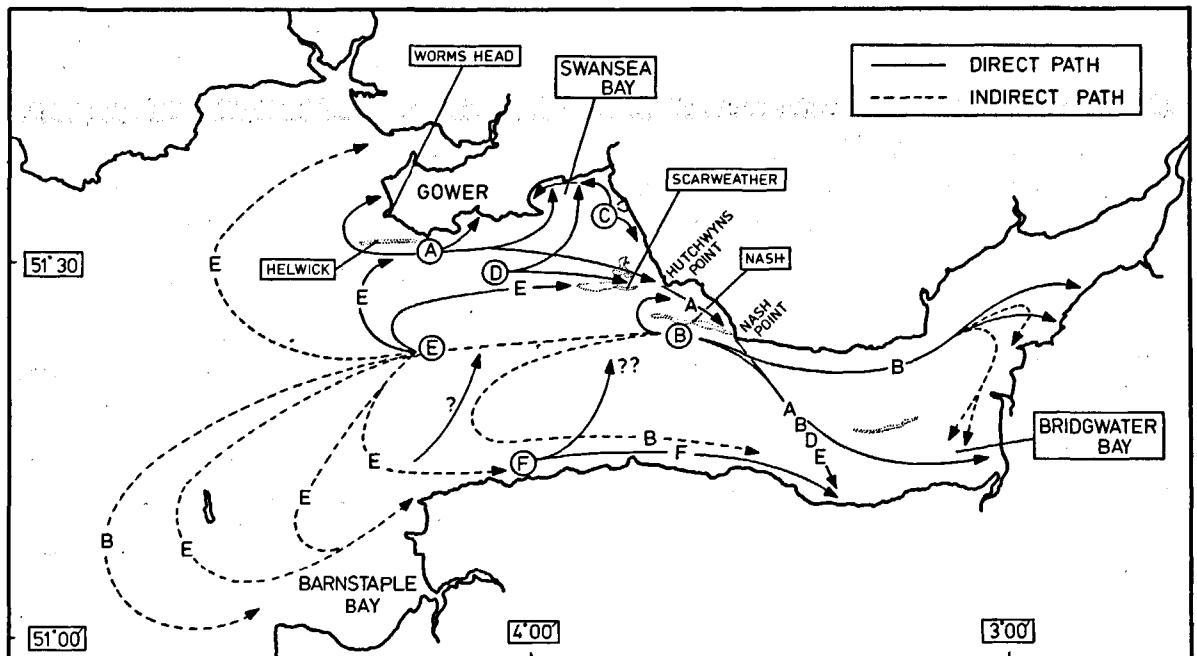 WORMS HEAD
SWANSEA
BAY
DIRECT PATH
INDIRECT PATH
GOWER
SCARWEATHER
C
HUTCHWYNS
POINT
NASH
A
51°30'
HELWICK
D
E
E
E
A
NASH
POINT
B
E
B
??
?
A
B
D
E
B
F
F
BRIDGWATER
BAY
E
E
E
B
BARNSTAPLE
BAY
51°00'
4°00'
3°00'